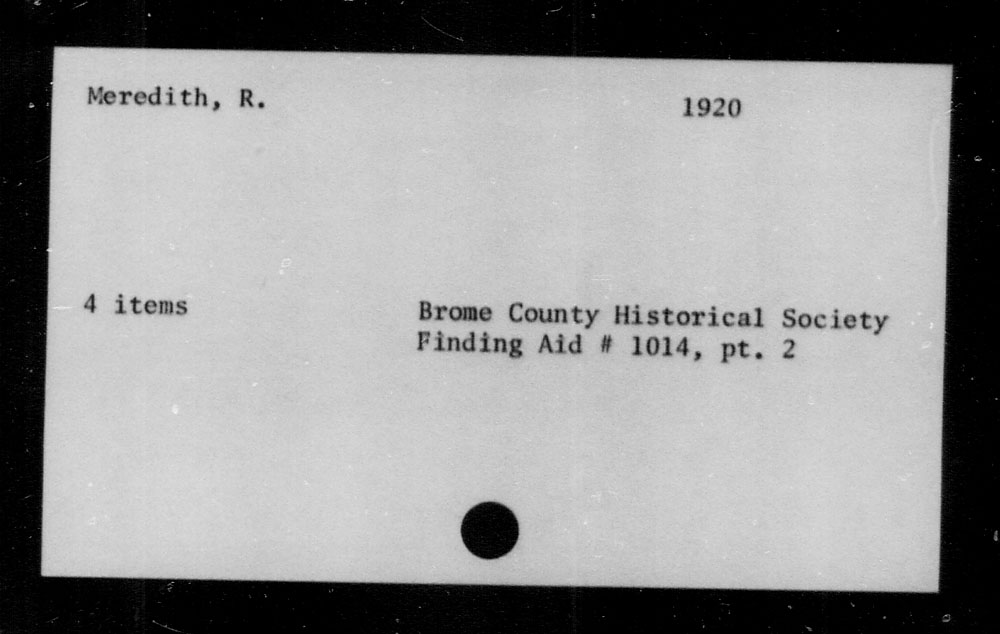 Meredith, R. 1920
4 items Brome County Historical Society
Finding Aid # 1014, pt. 2